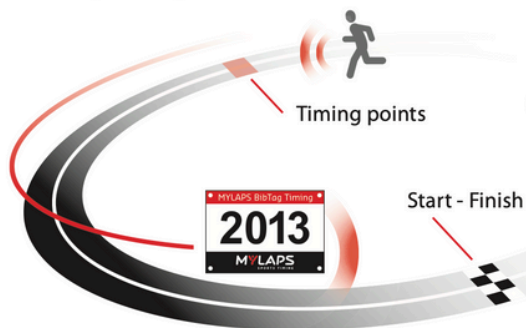 Timing points
MYLAPS BibTag Timing
2013
MYLAPS
SPORTS TIMING
Start - Finish